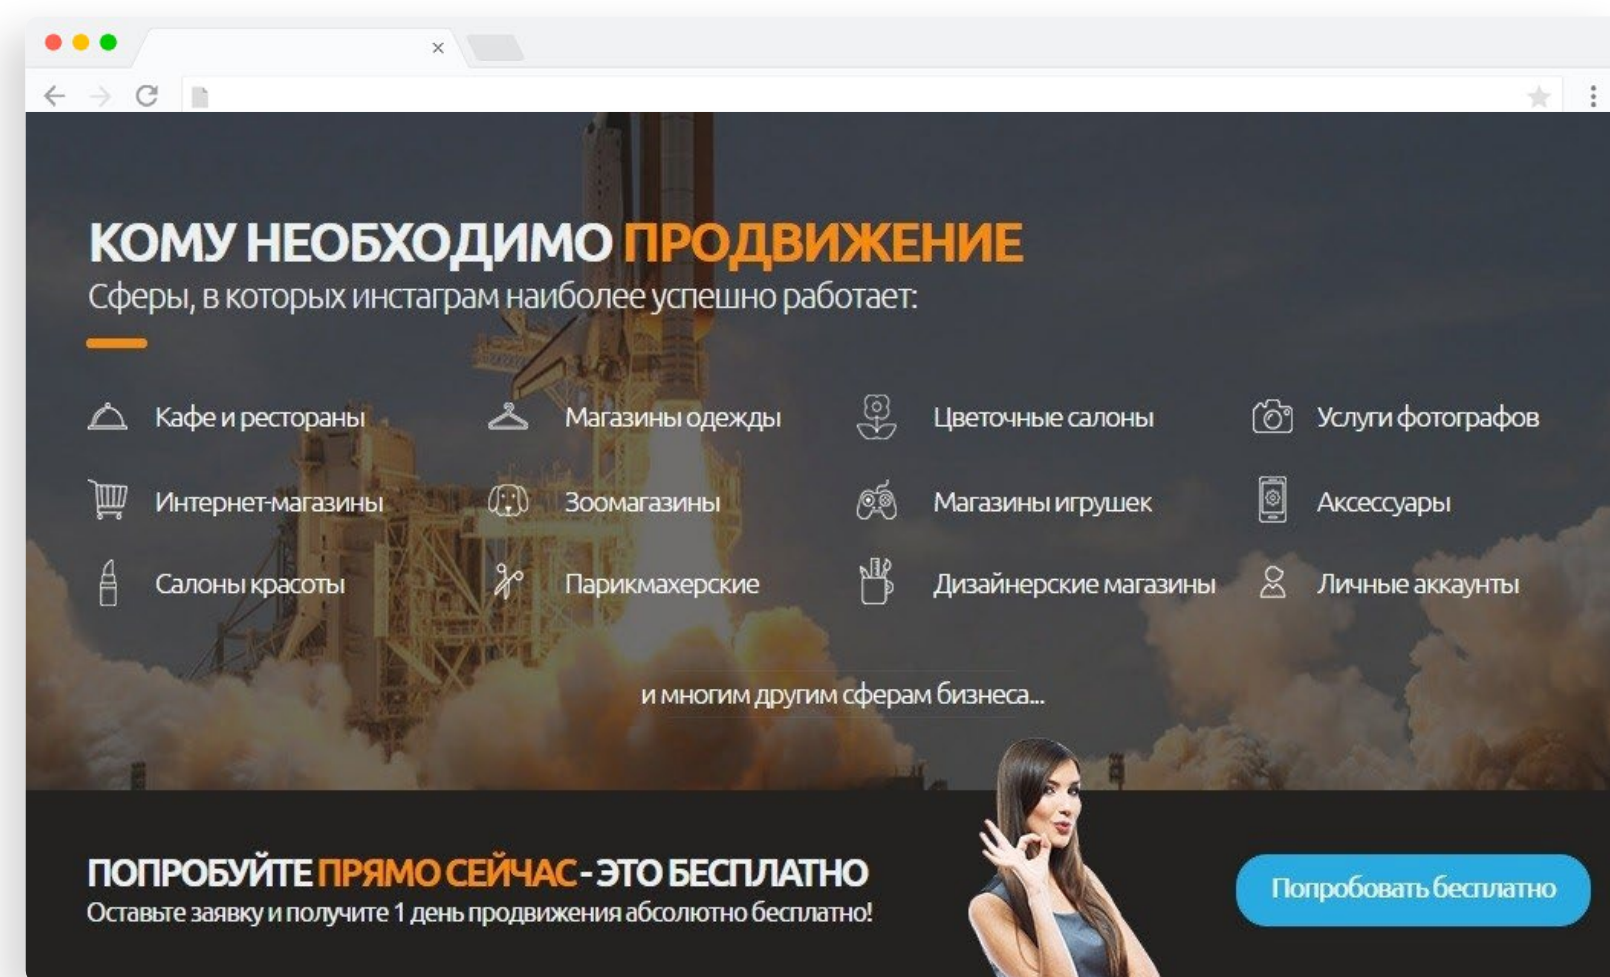 КОМУ НЕОБХОДИМО ПРОДВИЖЕНИЕ
Сферы, в которых инстаграм наиболее успешно работает:
Кафе и рестораны
Магазины одежды
Цветочные салоны
Услуги фотографов
Интернет-магазины
Зоомагазины
Магазины игрушек
Аксессуары
Салоны красоты
Парикмахерские
Дизайнерские магазины
Личные аккаунты
и многим другим сферам бизнеса...
ПОПРОБУЙТЕ ПРЯМО СЕЙЧАС - ЭТО БЕСПЛАТНО
Оставьте заявку и получите 1 день продвижения абсолютно бесплатно!
Попробовать бесплатно